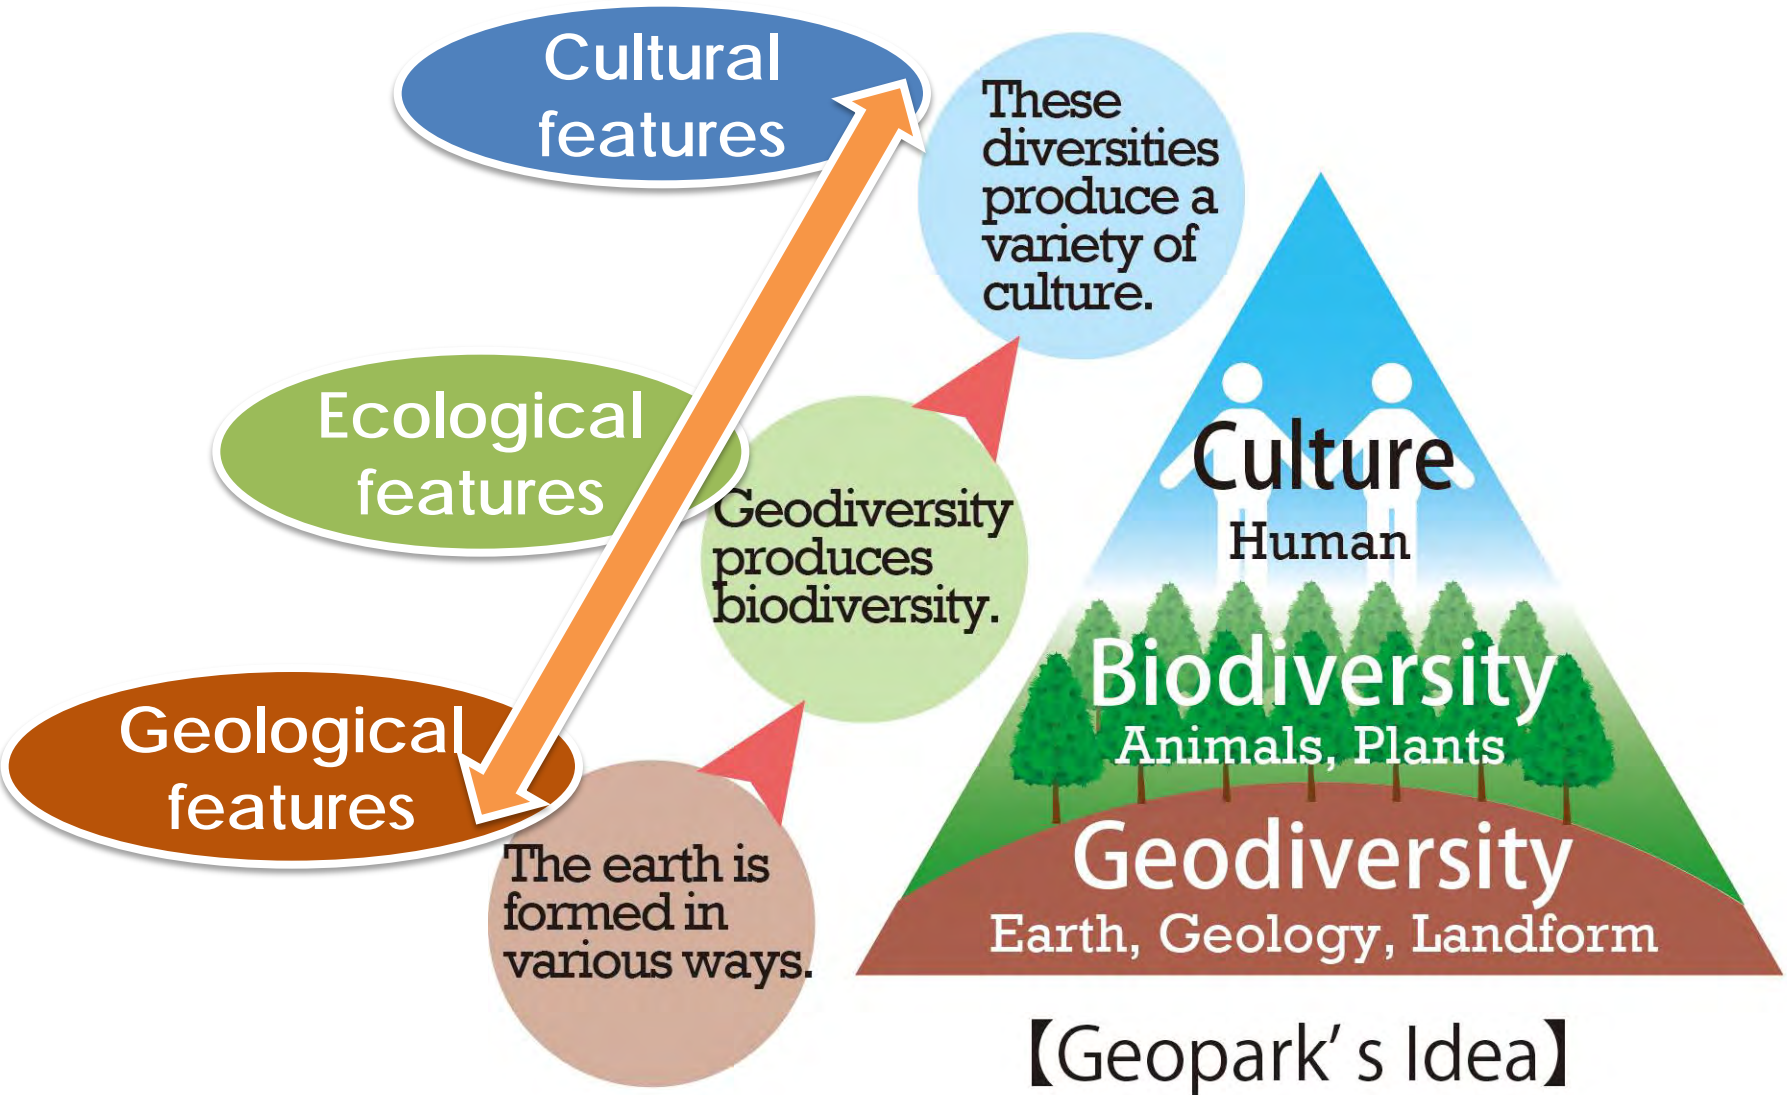 Cultural
features
These
diversities
produce a
variety of
culture.
Ecological
features
Geodiversity
produces
biodiversity.
Geological
features
The earth is
formed in
various ways.
Culture
Human
Biodiversity
Animals, Plants
Geodiversity
Earth, Geology, Landform
【Geopark’s Idea】